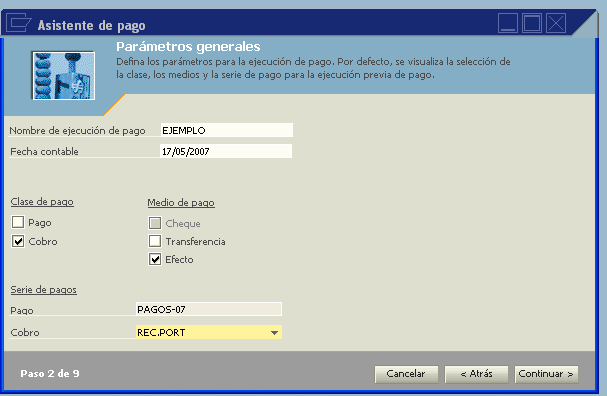 Asistente de pago
Parámetros generales
Defina los parámetros para la ejecución de pago. Por defecto, se visualiza la selección de
la clase, los medios y la serie de pago para la ejecución previa de pago.
Nombre de ejecución de pago EJEMPLO
Fecha contable 17/05/2007
Clase de pago Medio de pago
Pago Cheque
Cobro Transferencia
Efecto
Serie de pagos
Pago PAGOS-07
Cobro REC.PORT
Paso 2 de 9 Cancelar < Atrás Continuar >